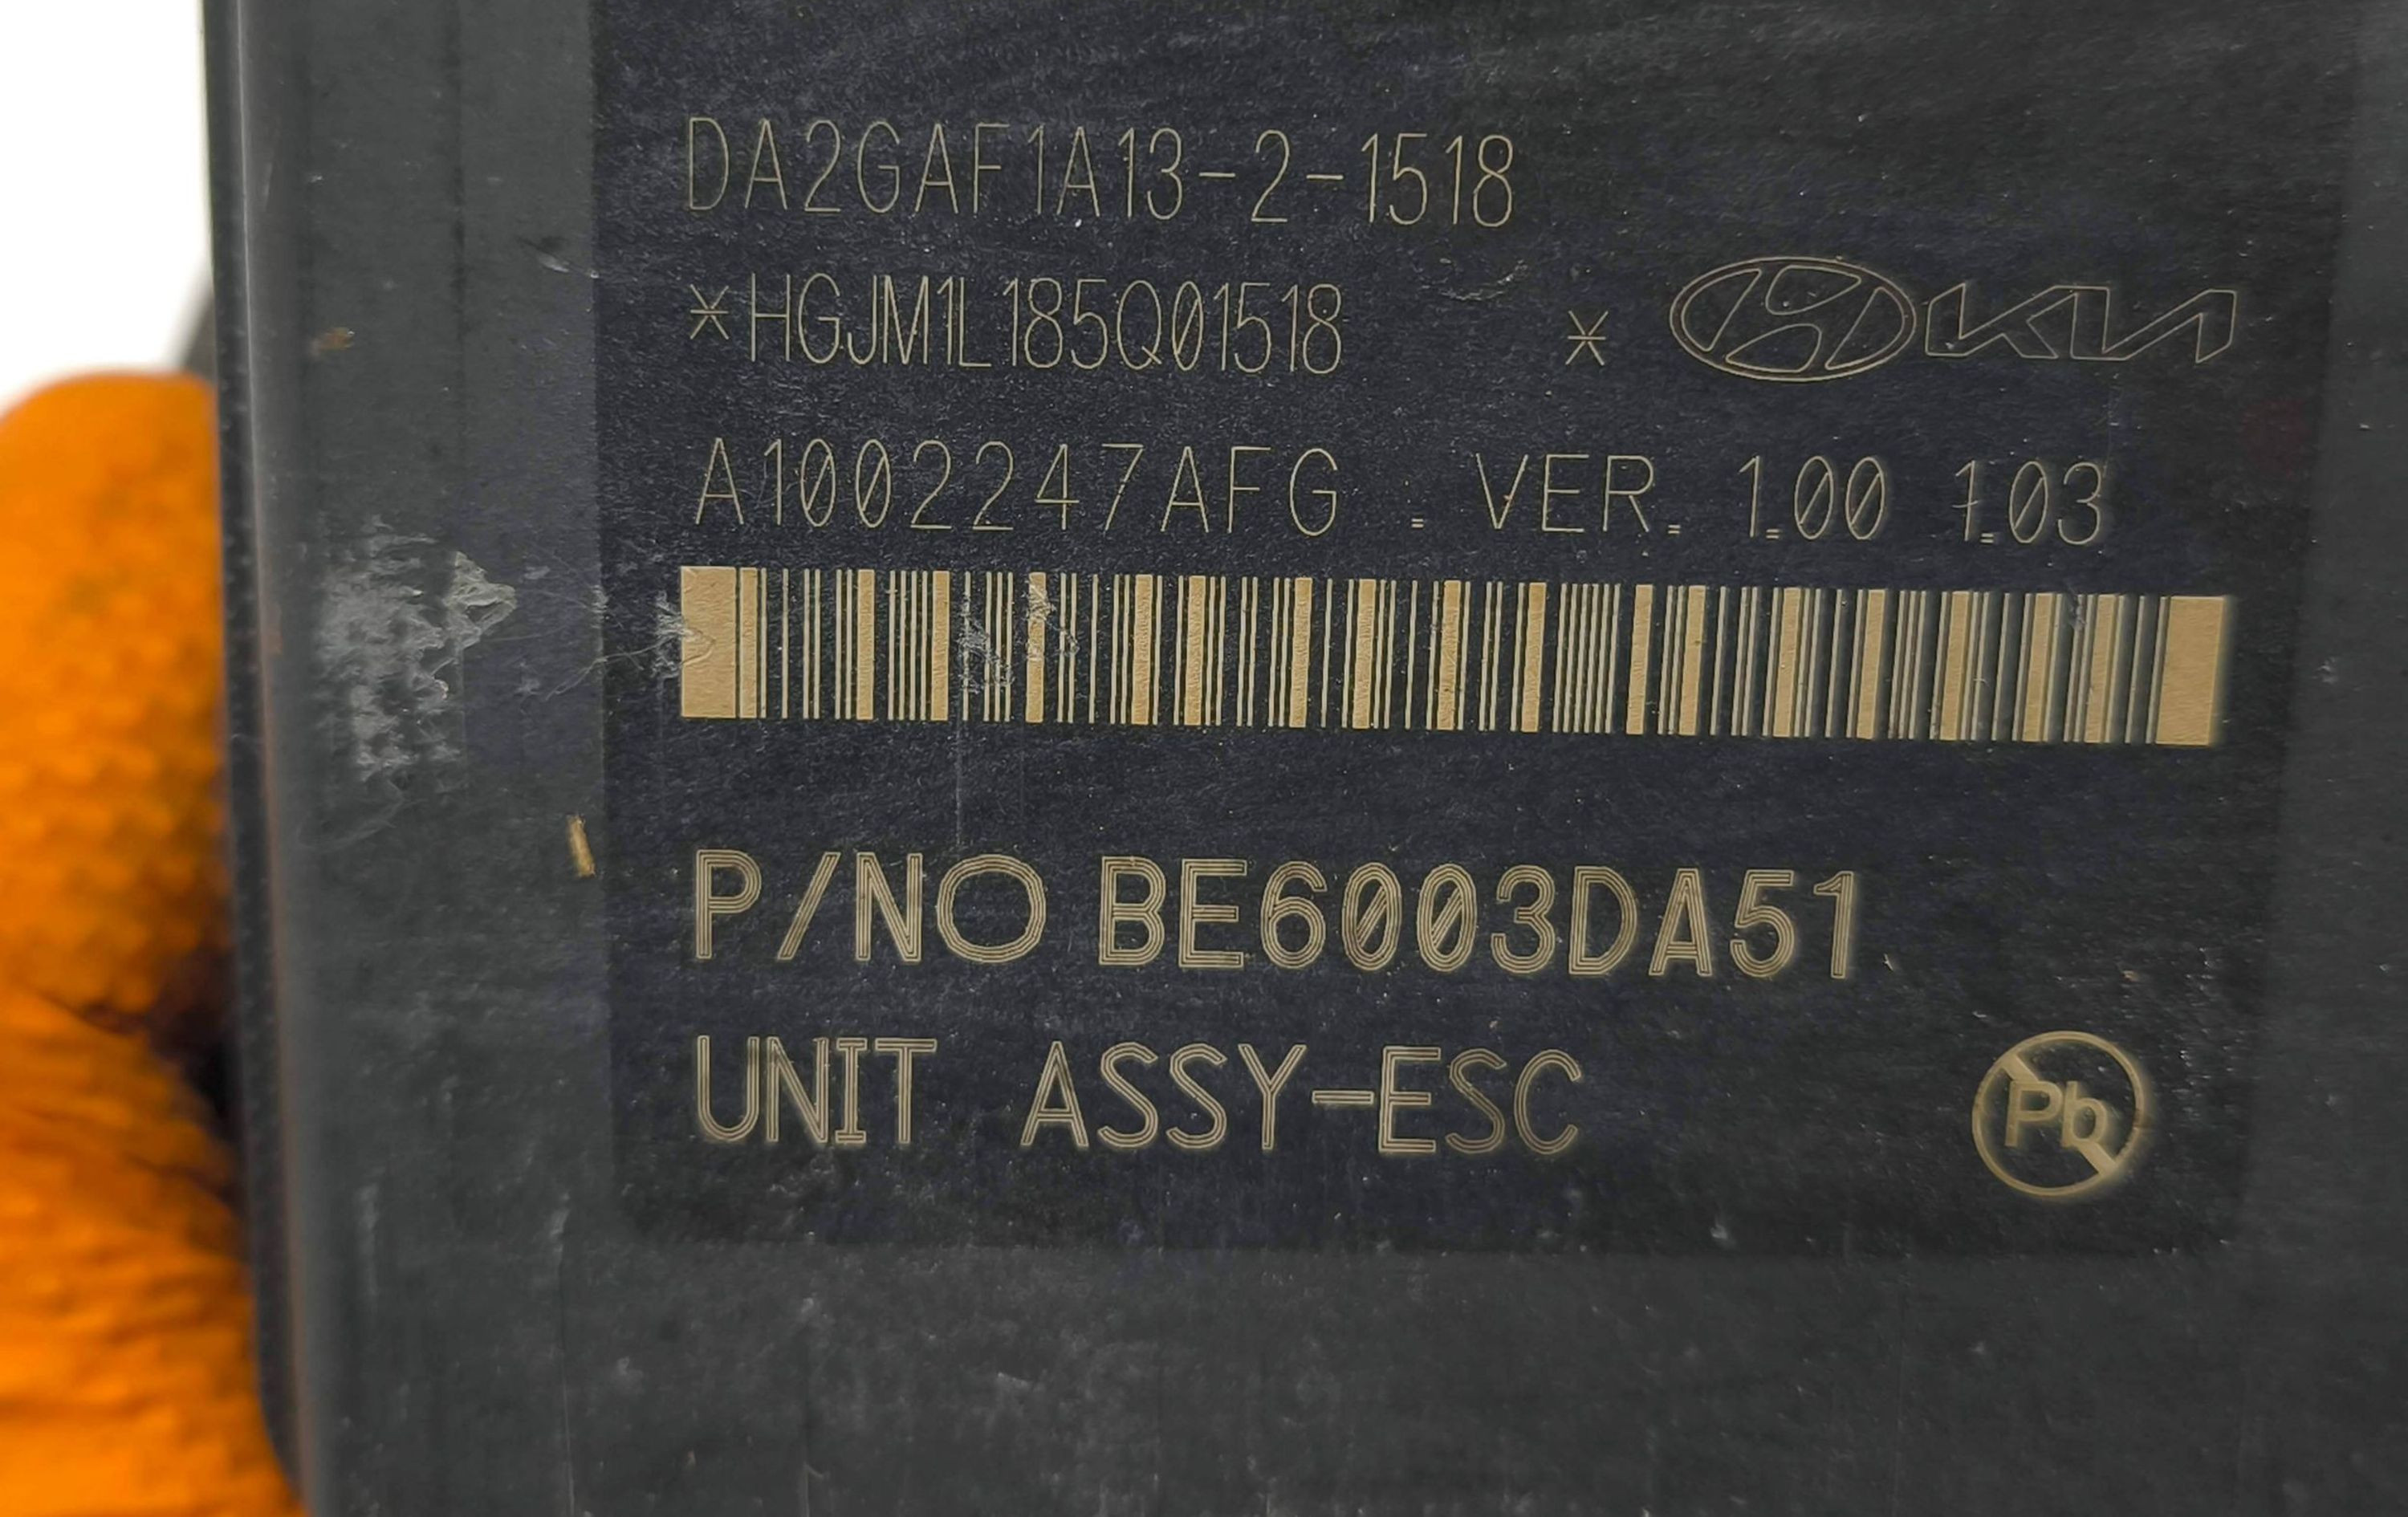 DA2GAF1A13-2-1518
*HGJM1L185Q01518 * KIA
A1002247AFG . VER. 1.00 1.03
P/NO BE6003DA51
UNIT ASSY-ESC
Pb